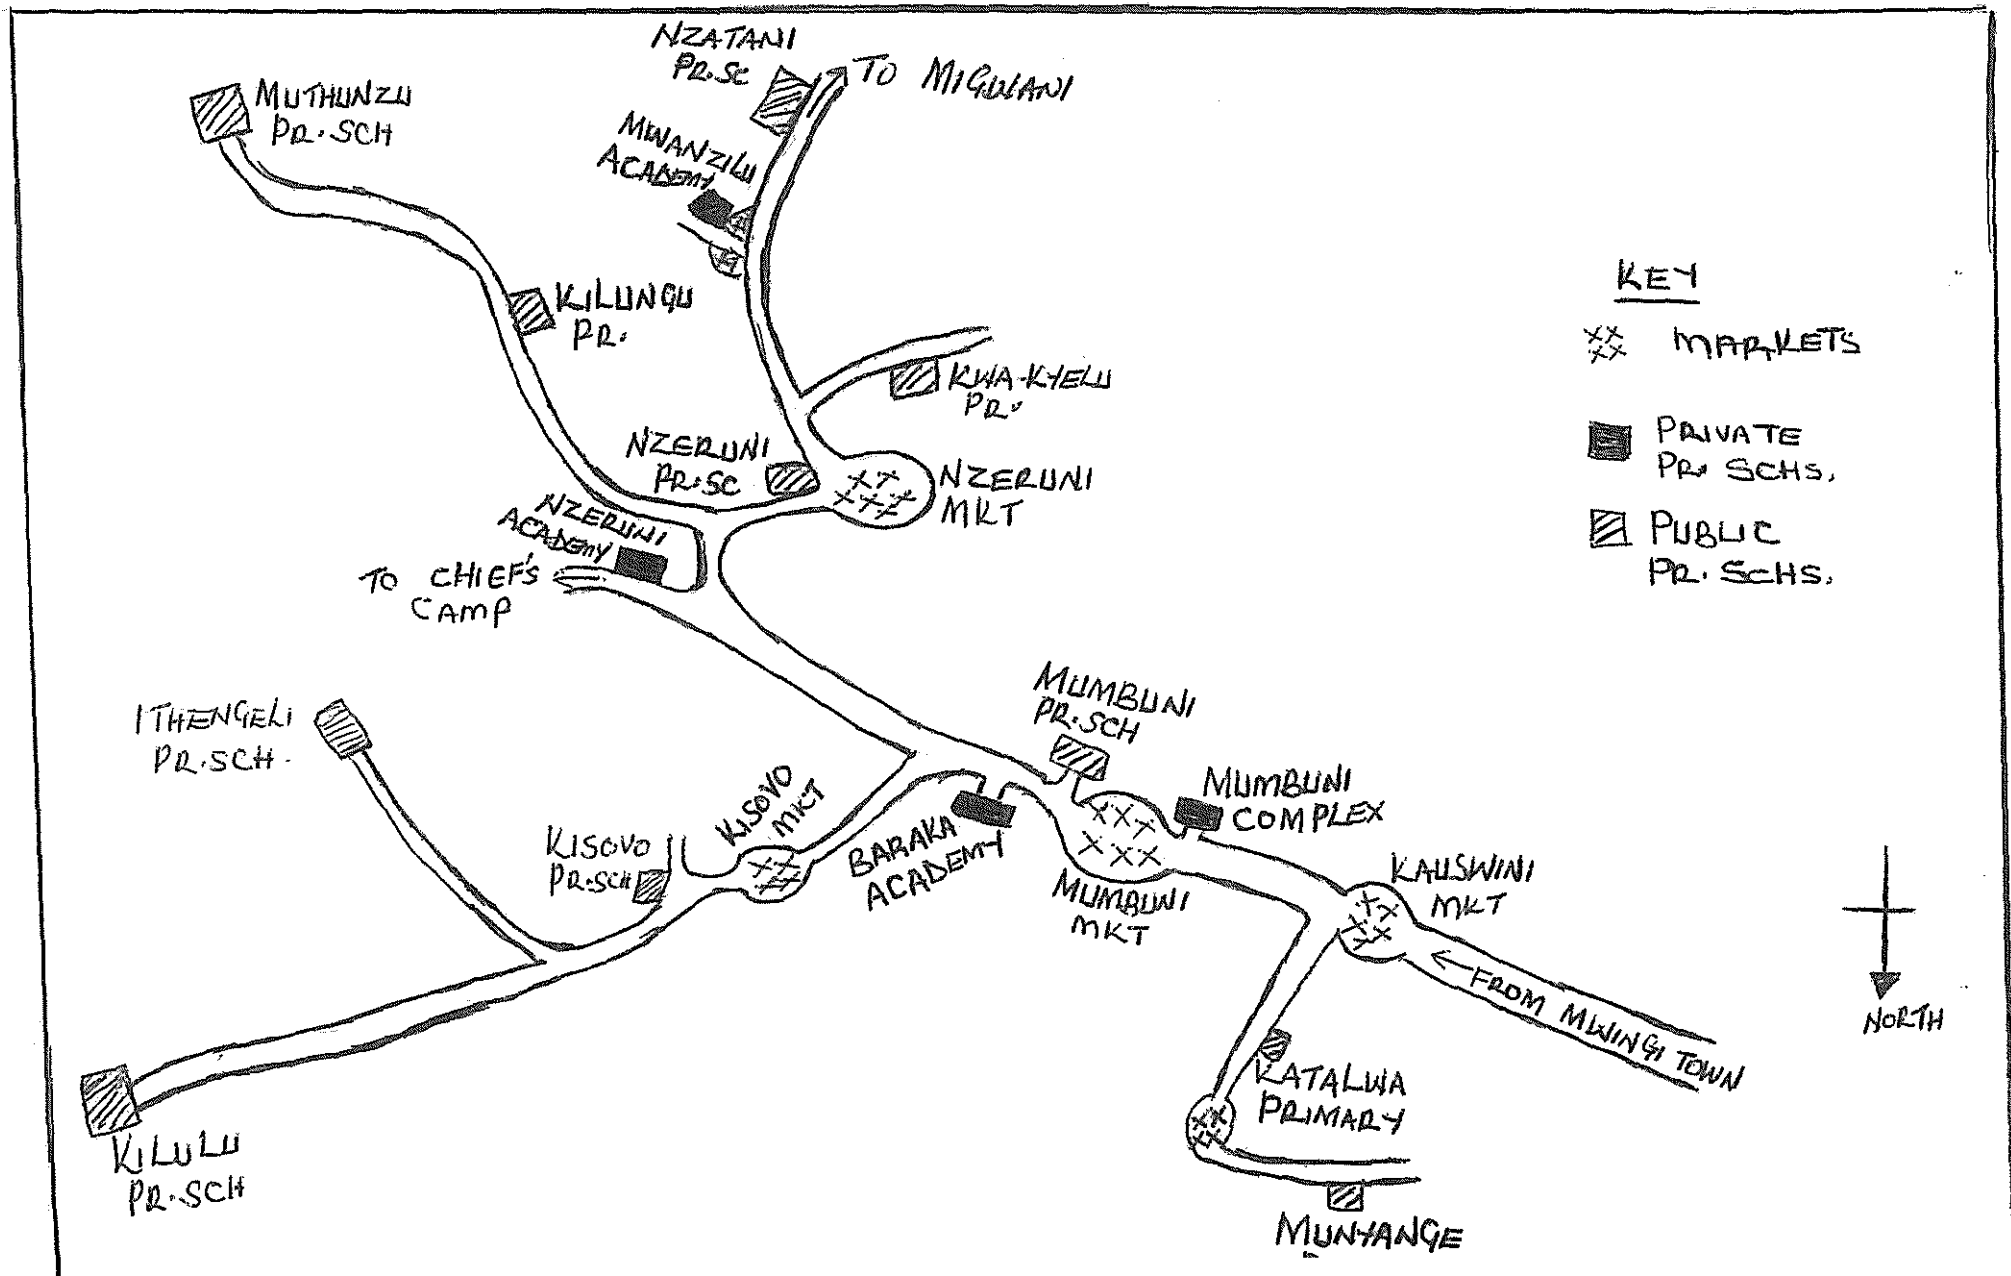 NZATANI
PR.SC
TO MIGWANI
MUTHUNZU
PR.SCH
MWANZILU
ACADEMY
KILUNGU
PR.
KWA-KYELU
PR.
NZERUNI
PR.SC
NZERUNI
MKT
NZERUNI
ACADEMY
TO CHIEF'S
CAMP
KEY
MARKETS
PRIVATE
PR. SCHS.
PUBLIC
PR. SCHS.
MUMBUNI
PR.SCH
ITHENGELI
PR.SCH.
KISOVO
MKT
MUMBUNI
COMPLEX
KISOVO
PR.SCH
BARAKA
ACADEMY
MUMBUNI
MKT
KAUSWINI
MKT
FROM MWINGI TOWN
NORTH
KATALWA
PRIMARY
KILULU
PR.SCH
MUNYANGE